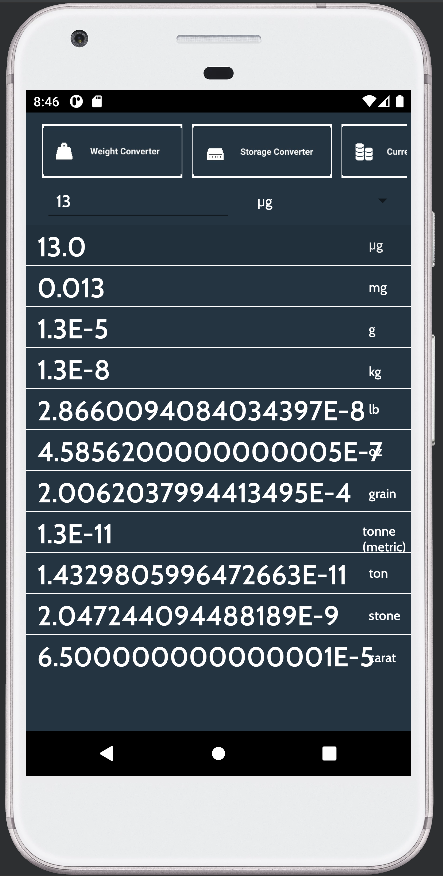 8:46
Weight Converter Storage Converter Curre
13 µg
13.0 µg
0.013 mg
1.3E-5 g
1.3E-8 kg
2.8660094084034397E-8 lb
4.5856200000000005E-7 oz
2.0062037994413495E-4 grain
1.3E-11 tonne
(metric)
1.4329805996472663E-11 ton
2.047244094488189E-9 stone
6.500000000000001E-5 carat